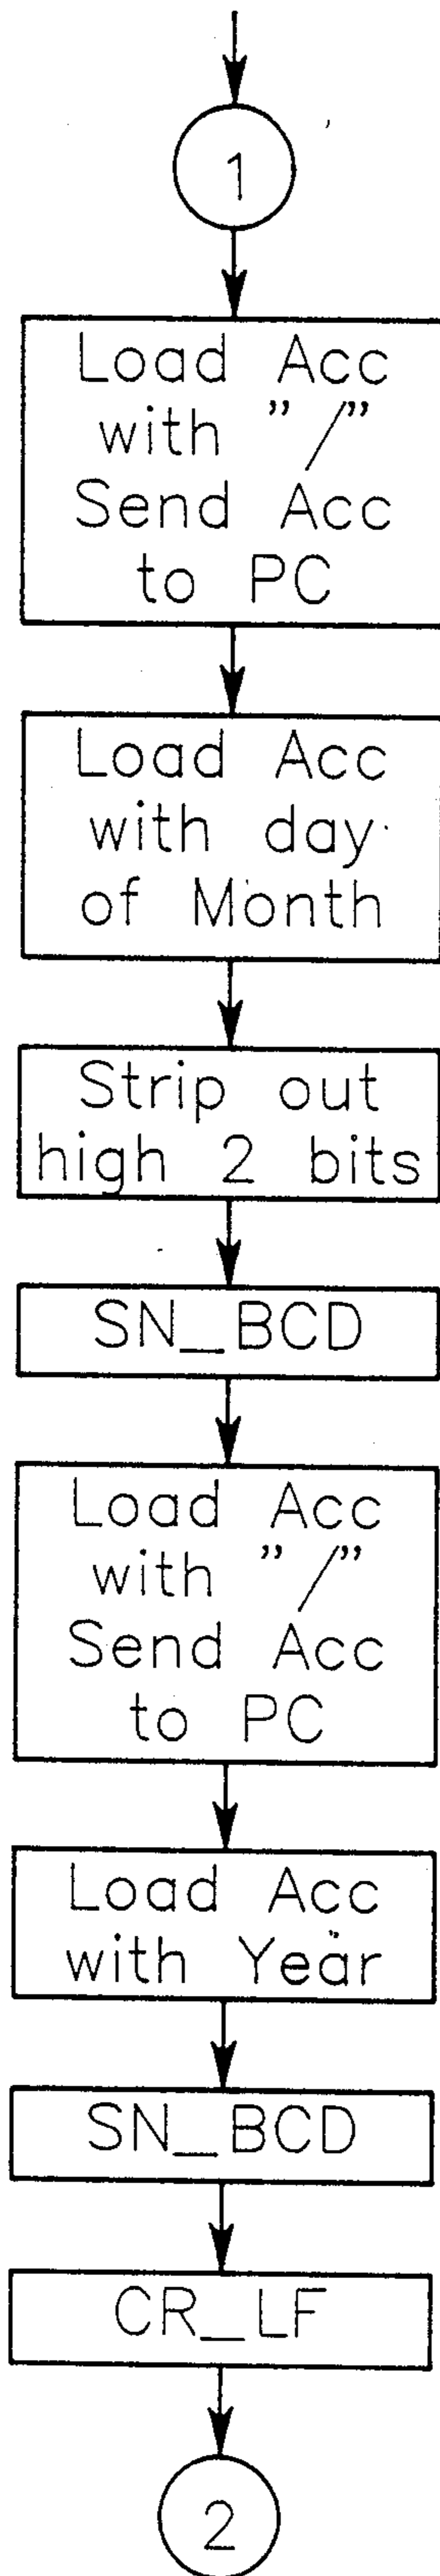 1
Load Acc
with "/"
Send Acc
to PC
Load Acc
with day
of Month
Strip out
high 2 bits
SN_BCD
Load Acc
with "/"
Send Acc
to PC
Load Acc
with Year
SN_BCD
CR_LF
2